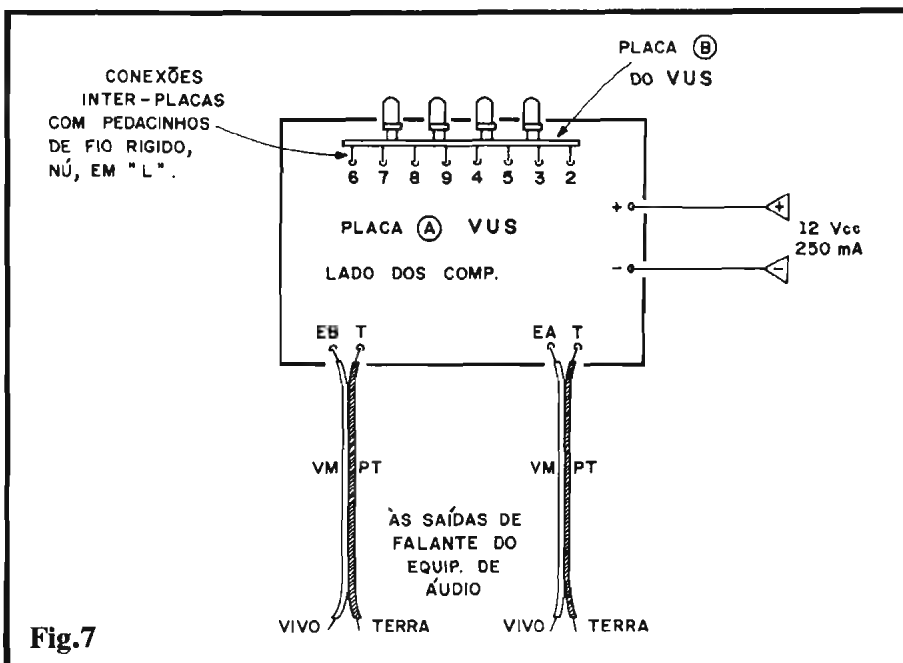 CONEXÕES
INTER-PLACAS
COM PEDACINHOS
DE FIO RIGIDO,
NÚ, EM "L".
PLACA B
DO VUS
6 7 8 9 4 5 3 2
PLACA A VUS
LADO DOS COMP.
+ +
12 Vcc
250 mA
- -
EB T
EA T
VM PT
VM PT
ÀS SAÍDAS DE
FALANTE DO
EQUIP. DE
ÁUDIO
VIVO TERRA
VIVO TERRA
Fig.7